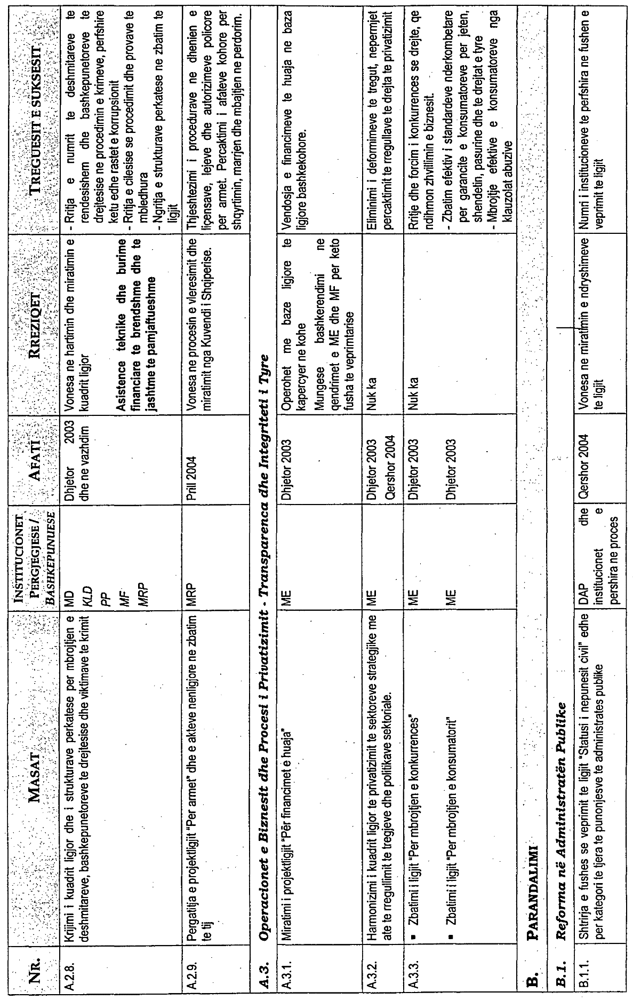 NR.
MASAT
INSTITUCIONET
PERGJEGJESE /
BASHKEPUNUESE
AFATI
RREZIQET
TREGUESIT E SUKSESIT
A.2.8.
Krijimi i kuadrit ligjor dhe i strukturave perkatese per mbrojtjen e
deshmitareve, bashkepunetoreve te drejtesise dhe viktimave te krimit
MD
KLD
PP
MF
MRP
Dhjetor 2003
dhe ne vazhdim
Vonesa ne hartimin dhe miratimin e
kuadrit ligjor
Asistence teknike dhe burime
financiare te brendshme dhe te
jashtme te pamjaftueshme
- Rritja e numrit te deshmitareve te
rendesishem dhe bashkepunetoreve te
drejtesise ne procedimin e krimeve, perfshire
ketu edhe rastet e korrupsionit
- Rritja e cilesise se procedimit dhe provave te
mbledhura
- Ngritja e strukturave perkatese ne zbatim te
ligjit
A.2.9.
Pergatitja e projektligjit "Per armet" dhe e akteve nenligjore ne zbatim
te tij
MRP
Prill 2004
Vonesa ne procesin e vleresimit dhe
miratimit nga Kuvendi i Shqiperise.
Thjeshtezimi i procedurave ne dhenien e
liçensave, lejeve dhe autorizimeve policore
per armet. Percaktimi i afateve kohore per
shqyrtimin, marrjen dhe mbajtjen ne perdorim.
A.3. Operacionet e Biznesit dhe Procesi i Privatizimit - Transparenca dhe Integriteti i Tyre
A.3.1.
Miratimi i projektligjit "Për financimet e huaja"
ME
Dhjetor 2003
Operohet me baze ligjore te
kapercyer ne kohe
Mungese bashkerendimi ne
qendrimet e ME dhe MF per keto
fusha te veprimtarise
Vendosja e financimeve te huaja ne baza
ligjore bashkekohore.
A.3.2.
Harmonizimi i kuadrit ligjor te privatizimit te sektoreve strategjike me
ate te rregullimit te tregjeve dhe politikave sektoriale.
ME
Dhjetor 2003
Qershor 2004
Nuk ka
Eliminimi i deformimeve te tregut, nepermjet
percaktimit te rregullave te drejta te privatizimit
A.3.3.
▪ Zbatimi i ligjit "Per mbrojtjen e konkurrences"
ME
Dhjetor 2003
Nuk ka
Rritje dhe forcim i konkurrences se drejte, qe
ndihmon zhvillimin e biznesit.
▪ Zbatimi i ligjit "Per mbrojtjen e konsumatorit"
ME
Dhjetor 2003
- Zbatim efektiv i standardeve nderkombetare
per garancite e konsumatoreve per jeten,
shendetin, pasurine dhe te drejtat e tyre
- Mbrojtje efektive e konsumatoreve nga
klauzolat abuzive
B. PARANDALIMI
B.1. Reforma në Administratën Publike
B.1.1.
Shtrirja e fushes se veprimit te ligjit "Statusi i nepunesit civil" edhe
per kategori te tjera te punonjesve te administrates publike
DAP dhe
institucionet e
pershira ne proces
Qershor 2004
Vonesa ne miratimin e ndryshimeve
te ligjit
Numri i institucioneve te perfshira ne fushen e
veprimit te ligjit